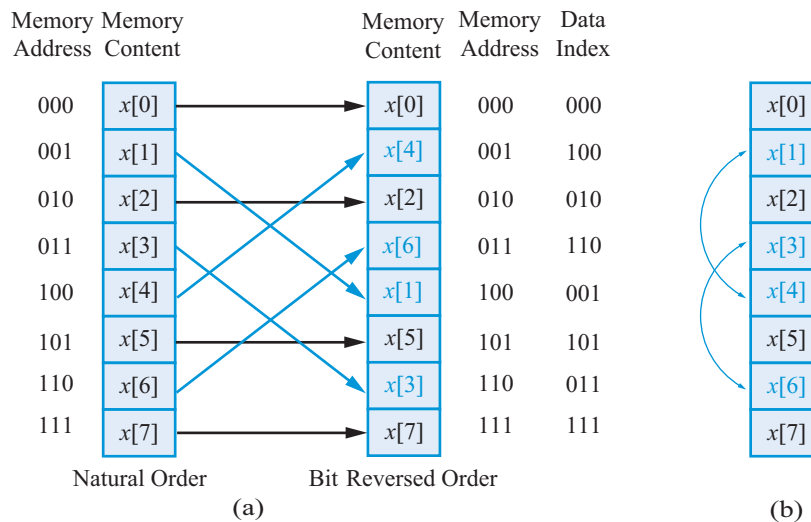 Memory Memory Memory Memory Data
Address Content Content Address Index
000 x[0] x[0] 000 000 x[0]
001 x[1] x[4] 001 100 x[1]
010 x[2] x[2] 010 010 x[2]
011 x[3] x[6] 011 110 x[3]
100 x[4] x[1] 100 001 x[4]
101 x[5] x[5] 101 101 x[5]
110 x[6] x[3] 110 011 x[6]
111 x[7] x[7] 111 111 x[7]
Natural Order Bit Reversed Order
(a) (b)